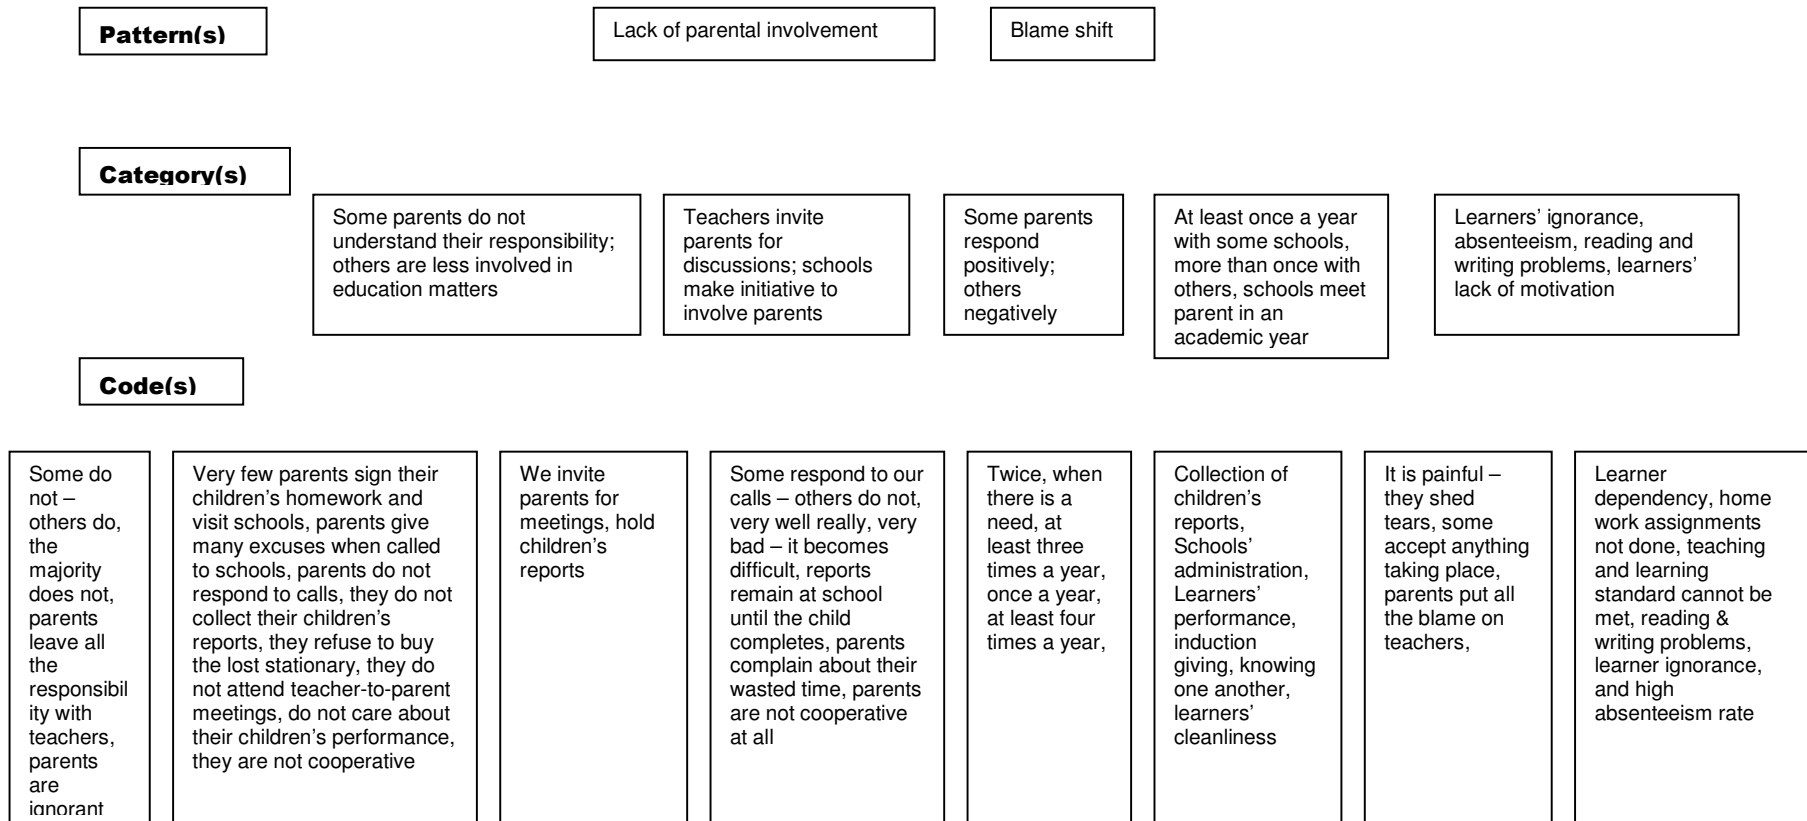 Pattern(s)
Lack of parental involvement
Blame shift
Category(s)
Some parents do not
understand their responsibility;
others are less involved in
education matters
Teachers invite
parents for
discussions; schools
make initiative to
involve parents
Some parents
respond
positively;
others
negatively
At least once a year
with some schools,
more than once with
others, schools meet
parent in an
academic year
Learners’ ignorance,
absenteeism, reading and
writing problems, learners’
lack of motivation
Code(s)
Some do
not –
others do,
the
majority
does not,
parents
leave all
the
responsibil
ity with
teachers,
parents
are
ignorant
Very few parents sign their
children’s homework and
visit schools, parents give
many excuses when called
to schools, parents do not
respond to calls, they do not
collect their children’s
reports, they refuse to buy
the lost stationary, they do
not attend teacher-to-parent
meetings, do not care about
their children’s performance,
they are not cooperative
We invite
parents for
meetings, hold
children’s
reports
Some respond to our
calls – others do not,
very well really, very
bad – it becomes
difficult, reports
remain at school
until the child
completes, parents
complain about their
wasted time, parents
are not cooperative
at all
Twice, when
there is a
need, at
least three
times a year,
once a year,
at least four
times a year,
Collection of
children’s
reports,
Schools’
administration,
Learners’
performance,
induction
giving, knowing
one another,
learners’
cleanliness
It is painful –
they shed
tears, some
accept anything
taking place,
parents put all
the blame on
teachers,
Learner
dependency, home
work assignments
not done, teaching
and learning
standard cannot be
met, reading &
writing problems,
learner ignorance,
and high
absenteeism rate